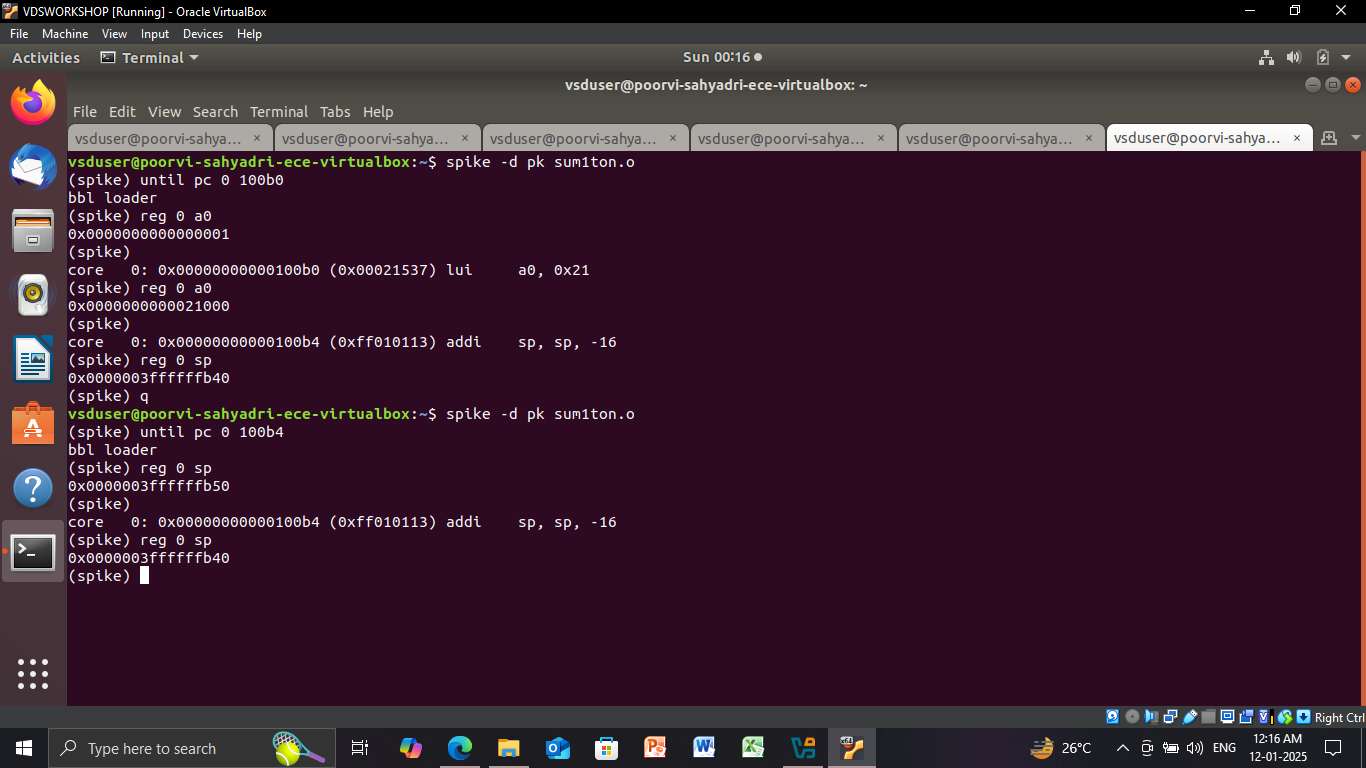 VDSWORKSHOP [Running] - Oracle VirtualBox
File Machine View Input Devices Help
Activities Terminal Sun 00:16
vsduser@poorvi-sahyadri-ece-virtualbox: ~
File Edit View Search Terminal Tabs Help
vsduser@poorvi-sahya... × vsduser@poorvi-sahya... × vsduser@poorvi-sahya... × vsduser@poorvi-sahya... × vsduser@poorvi-sahya... × vsduser@poorvi-sahya... ×
vsduser@poorvi-sahyadri-ece-virtualbox:~$ spike -d pk sum1ton.o
(spike) until pc 0 100b0
bbl loader
(spike) reg 0 a0
0x0000000000000001
(spike)
core   0: 0x00000000000100b0 (0x00021537) lui     a0, 0x21
(spike) reg 0 a0
0x0000000000021000
(spike)
core   0: 0x00000000000100b4 (0xff010113) addi    sp, sp, -16
(spike) reg 0 sp
0x0000003ffffffb40
(spike) q
vsduser@poorvi-sahyadri-ece-virtualbox:~$ spike -d pk sum1ton.o
(spike) until pc 0 100b4
bbl loader
(spike) reg 0 sp
0x0000003ffffffb50
(spike)
core   0: 0x00000000000100b4 (0xff010113) addi    sp, sp, -16
(spike) reg 0 sp
0x0000003ffffffb40
(spike)
Right Ctrl
Type here to search
26°C
ENG
12:16 AM
12-01-2025